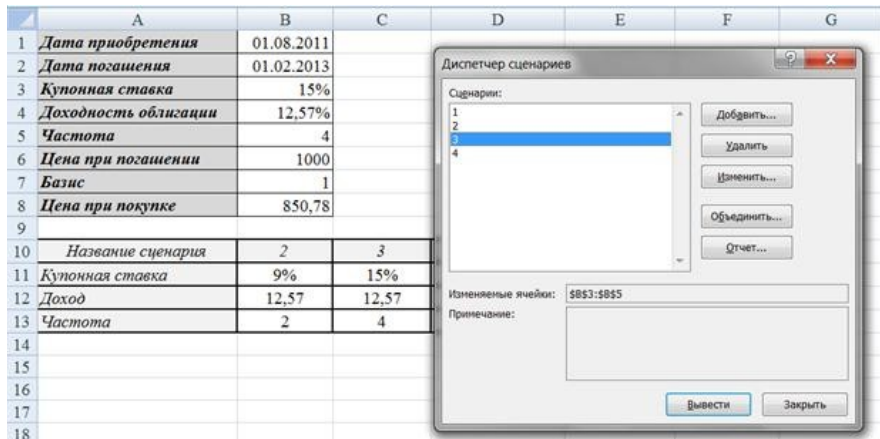 A B C D E F G
1 Дата приобретения 01.08.2011
2 Дата погашения 01.02.2013
3 Купонная ставка 15%
4 Доходность облигации 12,57%
5 Частота 4
6 Цена при погашении 1000
7 Базис 1
8 Цена при покупке 850,78
9
10 Название сценария 2 3
11 Купонная ставка 9% 15%
12 Доход 12,57 12,57
13 Частота 2 4
14
15
16
17
18
Диспетчер сценариев
Сценарии:
1
2
3
4
Добавить...
Удалить
Изменить...
Объединить...
Отчет...
Изменяемые ячейки: $B$3:$B$5
Примечание:
Вывести Закрыть